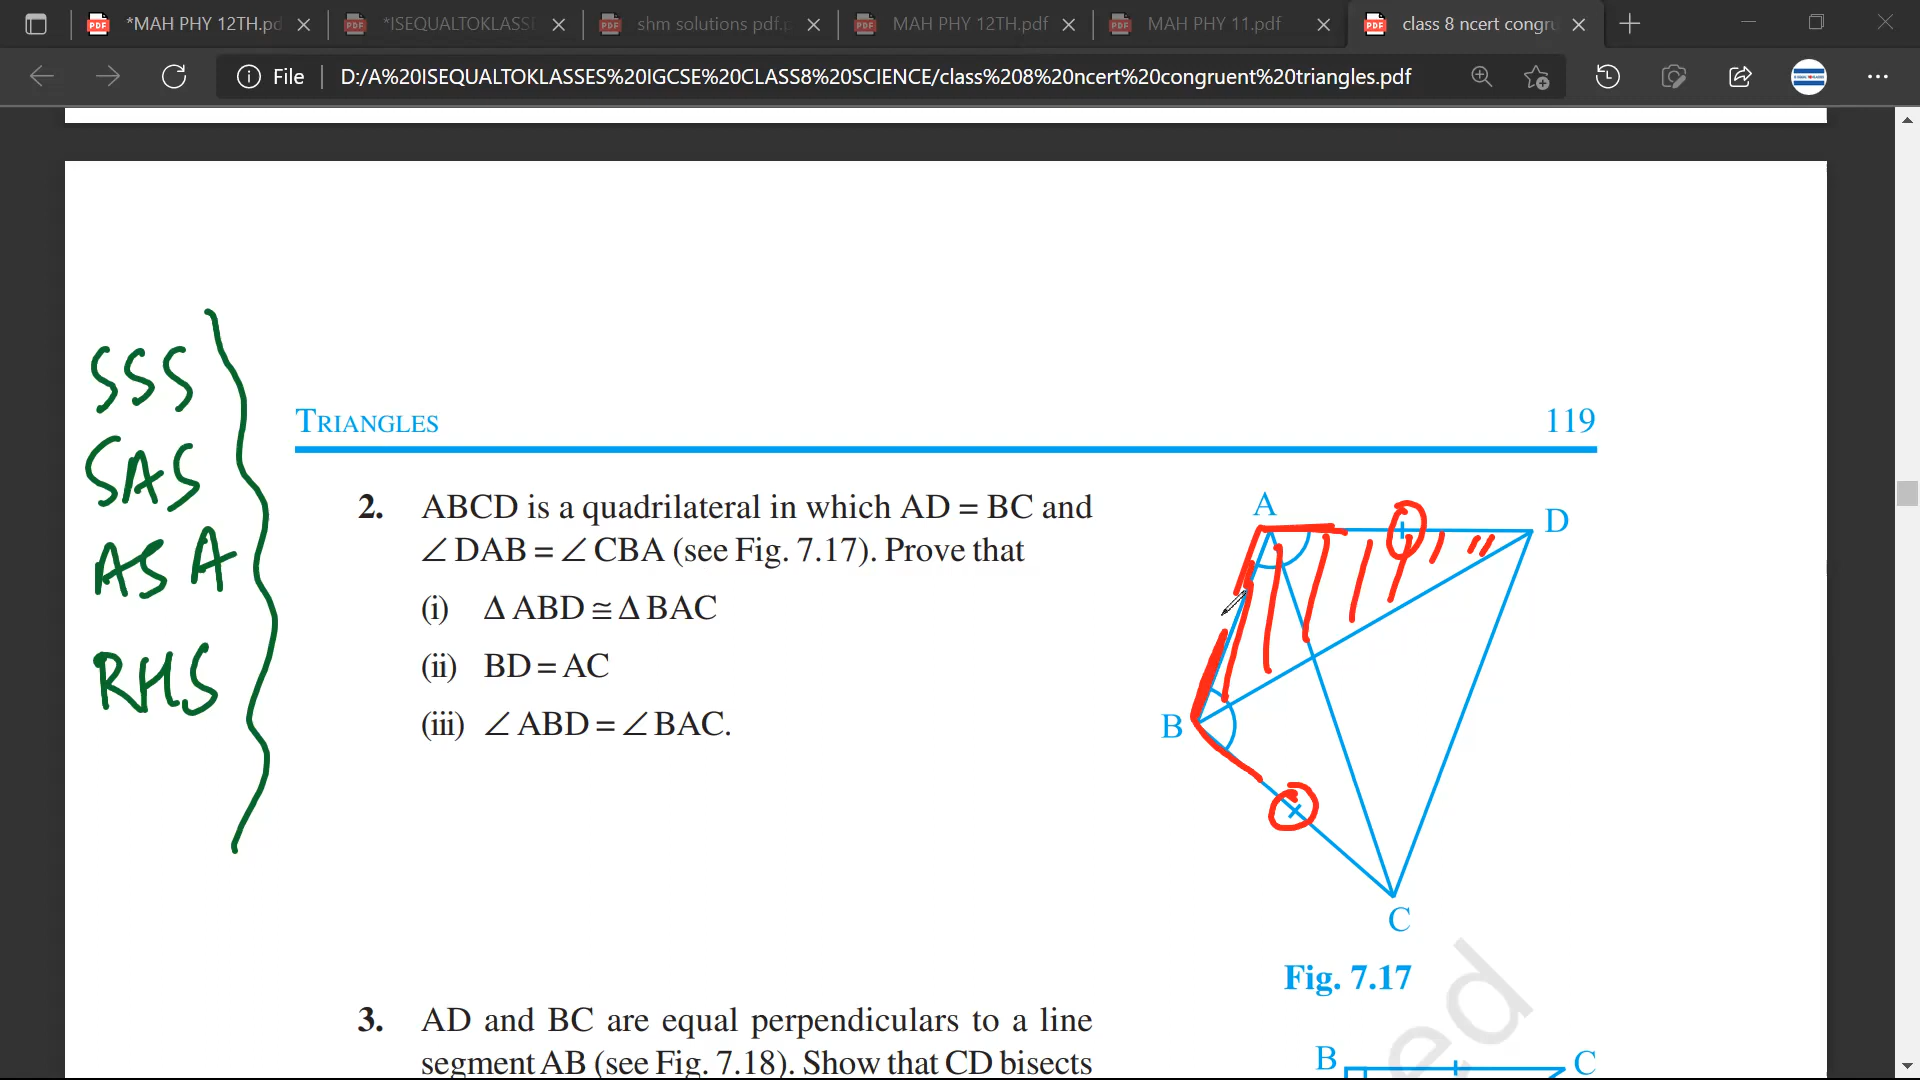 *MAH PHY 12TH.pd
*ISEQUALTOKLASSE
shm solutions pdf.p
MAH PHY 12TH.pdf
MAH PHY 11.pdf
class 8 ncert congru
File
D:/A%20ISEQUALTOKLASSES%20IGCSE%20CLASS8%20SCIENCE/class%208%20ncert%20congruent%20triangles.pdf
SSS
SAS
ASA
RHS
TRIANGLES 119
2. ABCD is a quadrilateral in which AD = BC and
∠ DAB = ∠ CBA (see Fig. 7.17). Prove that
(i) Δ ABD ≅ Δ BAC
(ii) BD = AC
(iii) ∠ ABD = ∠ BAC.
A
D
B
C
Fig. 7.17
ed
3. AD and BC are equal perpendiculars to a line
segment AB (see Fig. 7.18). Show that CD bisects
B
C